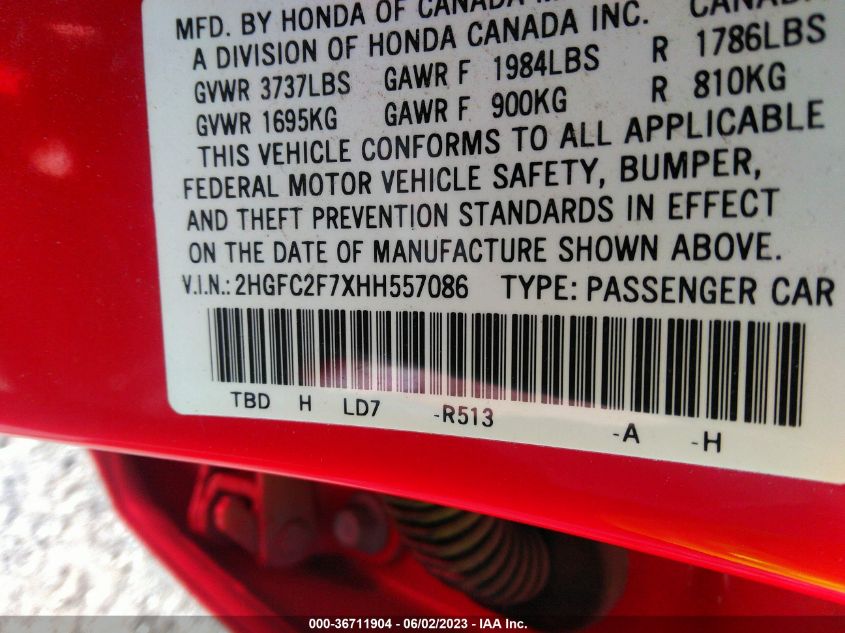 MFD. BY HONDA OF CANADA
A DIVISION OF HONDA CANADA INC. CANADA
GVWR 3737LBS GAWR F 1984LBS R 1786LBS
GVWR 1695KG GAWR F 900KG R 810KG
THIS VEHICLE CONFORMS TO ALL APPLICABLE
FEDERAL MOTOR VEHICLE SAFETY, BUMPER,
AND THEFT PREVENTION STANDARDS IN EFFECT
ON THE DATE OF MANUFACTURE SHOWN ABOVE.
V.I.N.: 2HGFC2F7XHH557086 TYPE: PASSENGER CAR
TBD H LD7 -R513 -A -H
000-36711904 - 06/02/2023 - IAA Inc.